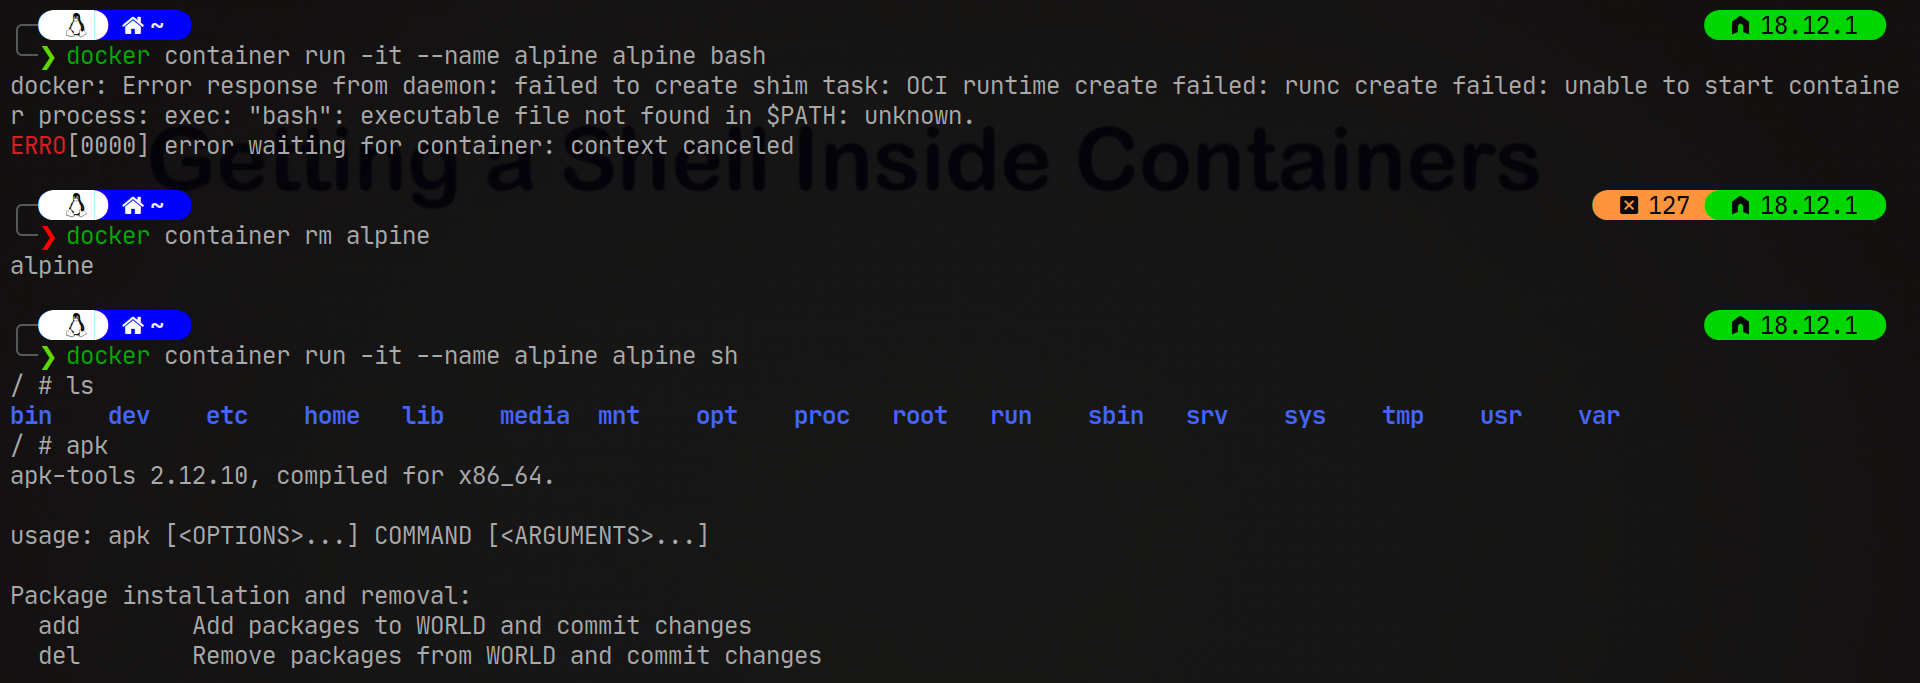 ~ 18.12.1
❯ docker container run -it --name alpine alpine bash
docker: Error response from daemon: failed to create shim task: OCI runtime create failed: runc create failed: unable to start containe
r process: exec: "bash": executable file not found in $PATH: unknown.
ERRO[0000] error waiting for container: context canceled
Getting a Shell Inside Containers
~ 127 18.12.1
❯ docker container rm alpine
alpine
~ 18.12.1
❯ docker container run -it --name alpine alpine sh
/ # ls
bin dev etc home lib media mnt opt proc root run sbin srv sys tmp usr var
/ # apk
apk-tools 2.12.10, compiled for x86_64.
usage: apk [<OPTIONS>...] COMMAND [<ARGUMENTS>...]
Package installation and removal:
add Add packages to WORLD and commit changes
del Remove packages from WORLD and commit changes